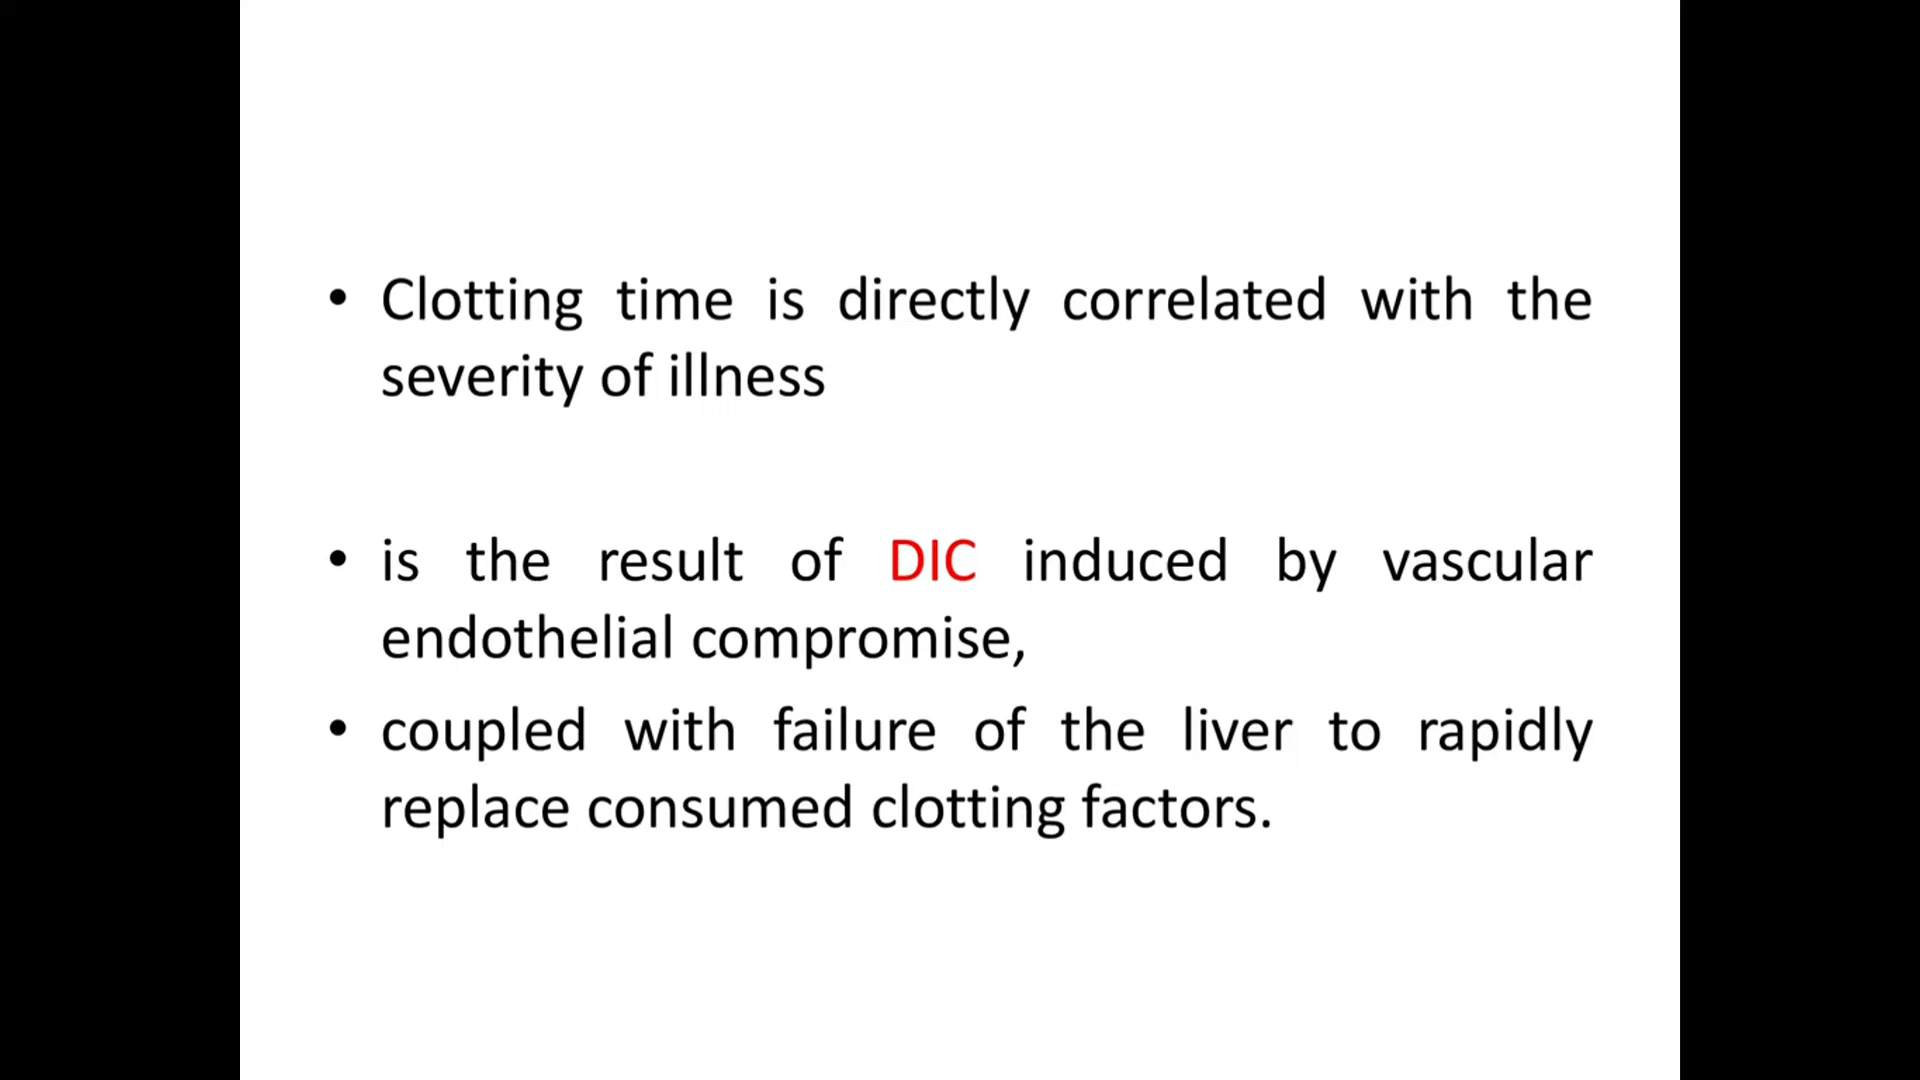 • Clotting time is directly correlated with the
severity of illness
• is the result of DIC induced by vascular
endothelial compromise,
• coupled with failure of the liver to rapidly
replace consumed clotting factors.